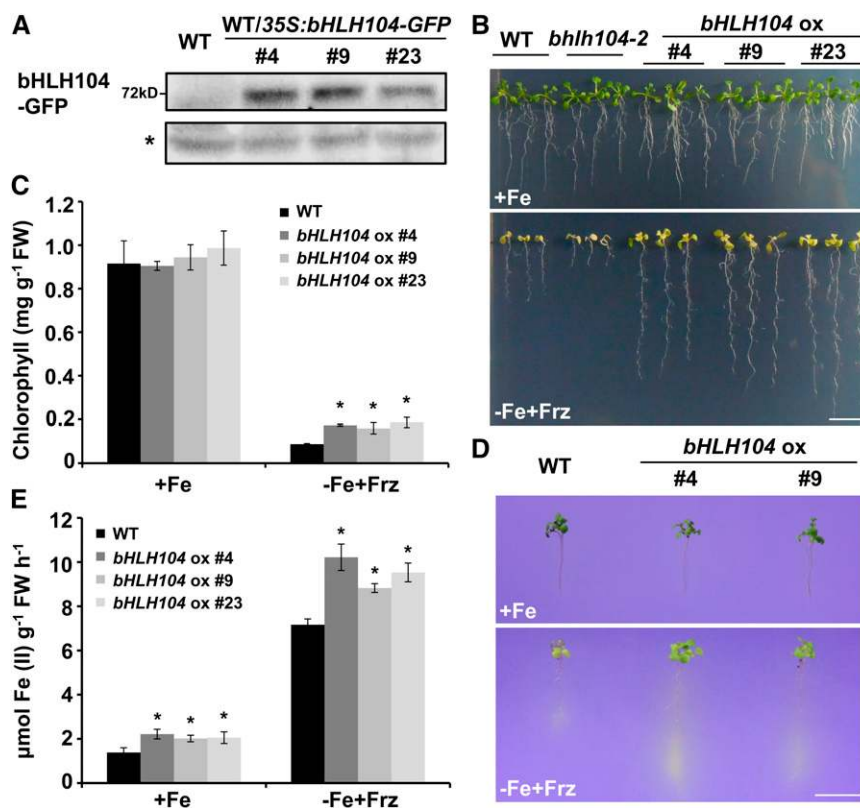 A
WT
WT/35S:bHLH104-GFP
#4 #9 #23
bHLH104
-GFP
72kD
*
B
WT bhlh104-2 bHLH104 ox
#4 #9 #23
+Fe
-Fe+Frz
C
Chlorophyll (mg g-1 FW)
1.2
1.0
0.8
0.6
0.4
0.2
0
WT
bHLH104 ox #4
bHLH104 ox #9
bHLH104 ox #23
* * *
+Fe -Fe+Frz
D
WT bHLH104 ox
#4 #9
+Fe
-Fe+Frz
E
µmol Fe (II) g-1 FW h-1
12
10
8
6
4
2
0
WT
bHLH104 ox #4
bHLH104 ox #9
bHLH104 ox #23
* * *
* * *
+Fe -Fe+Frz